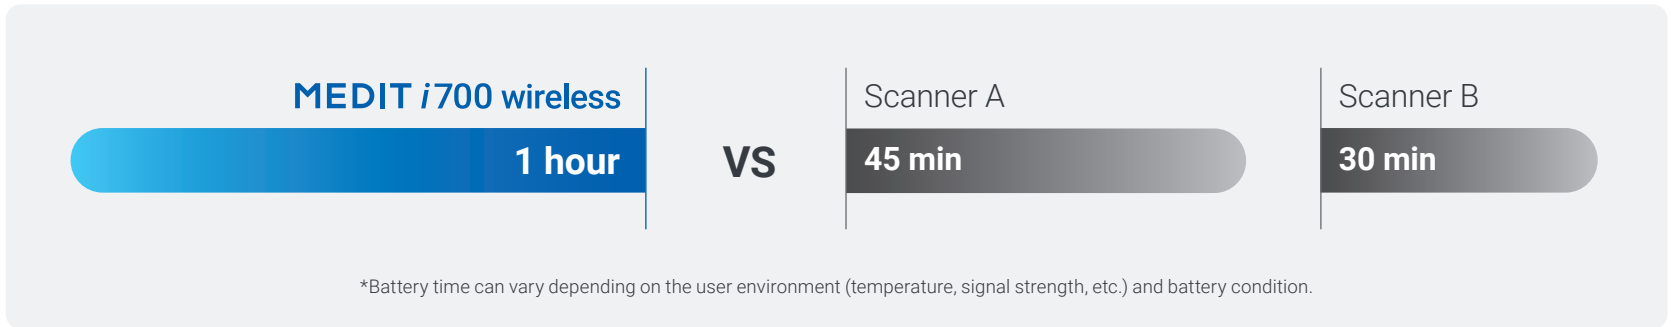 MEDIT i700 wireless
1 hour
VS
Scanner A
45 min
Scanner B
30 min
*Battery time can vary depending on the user environment (temperature, signal strength, etc.) and battery condition.